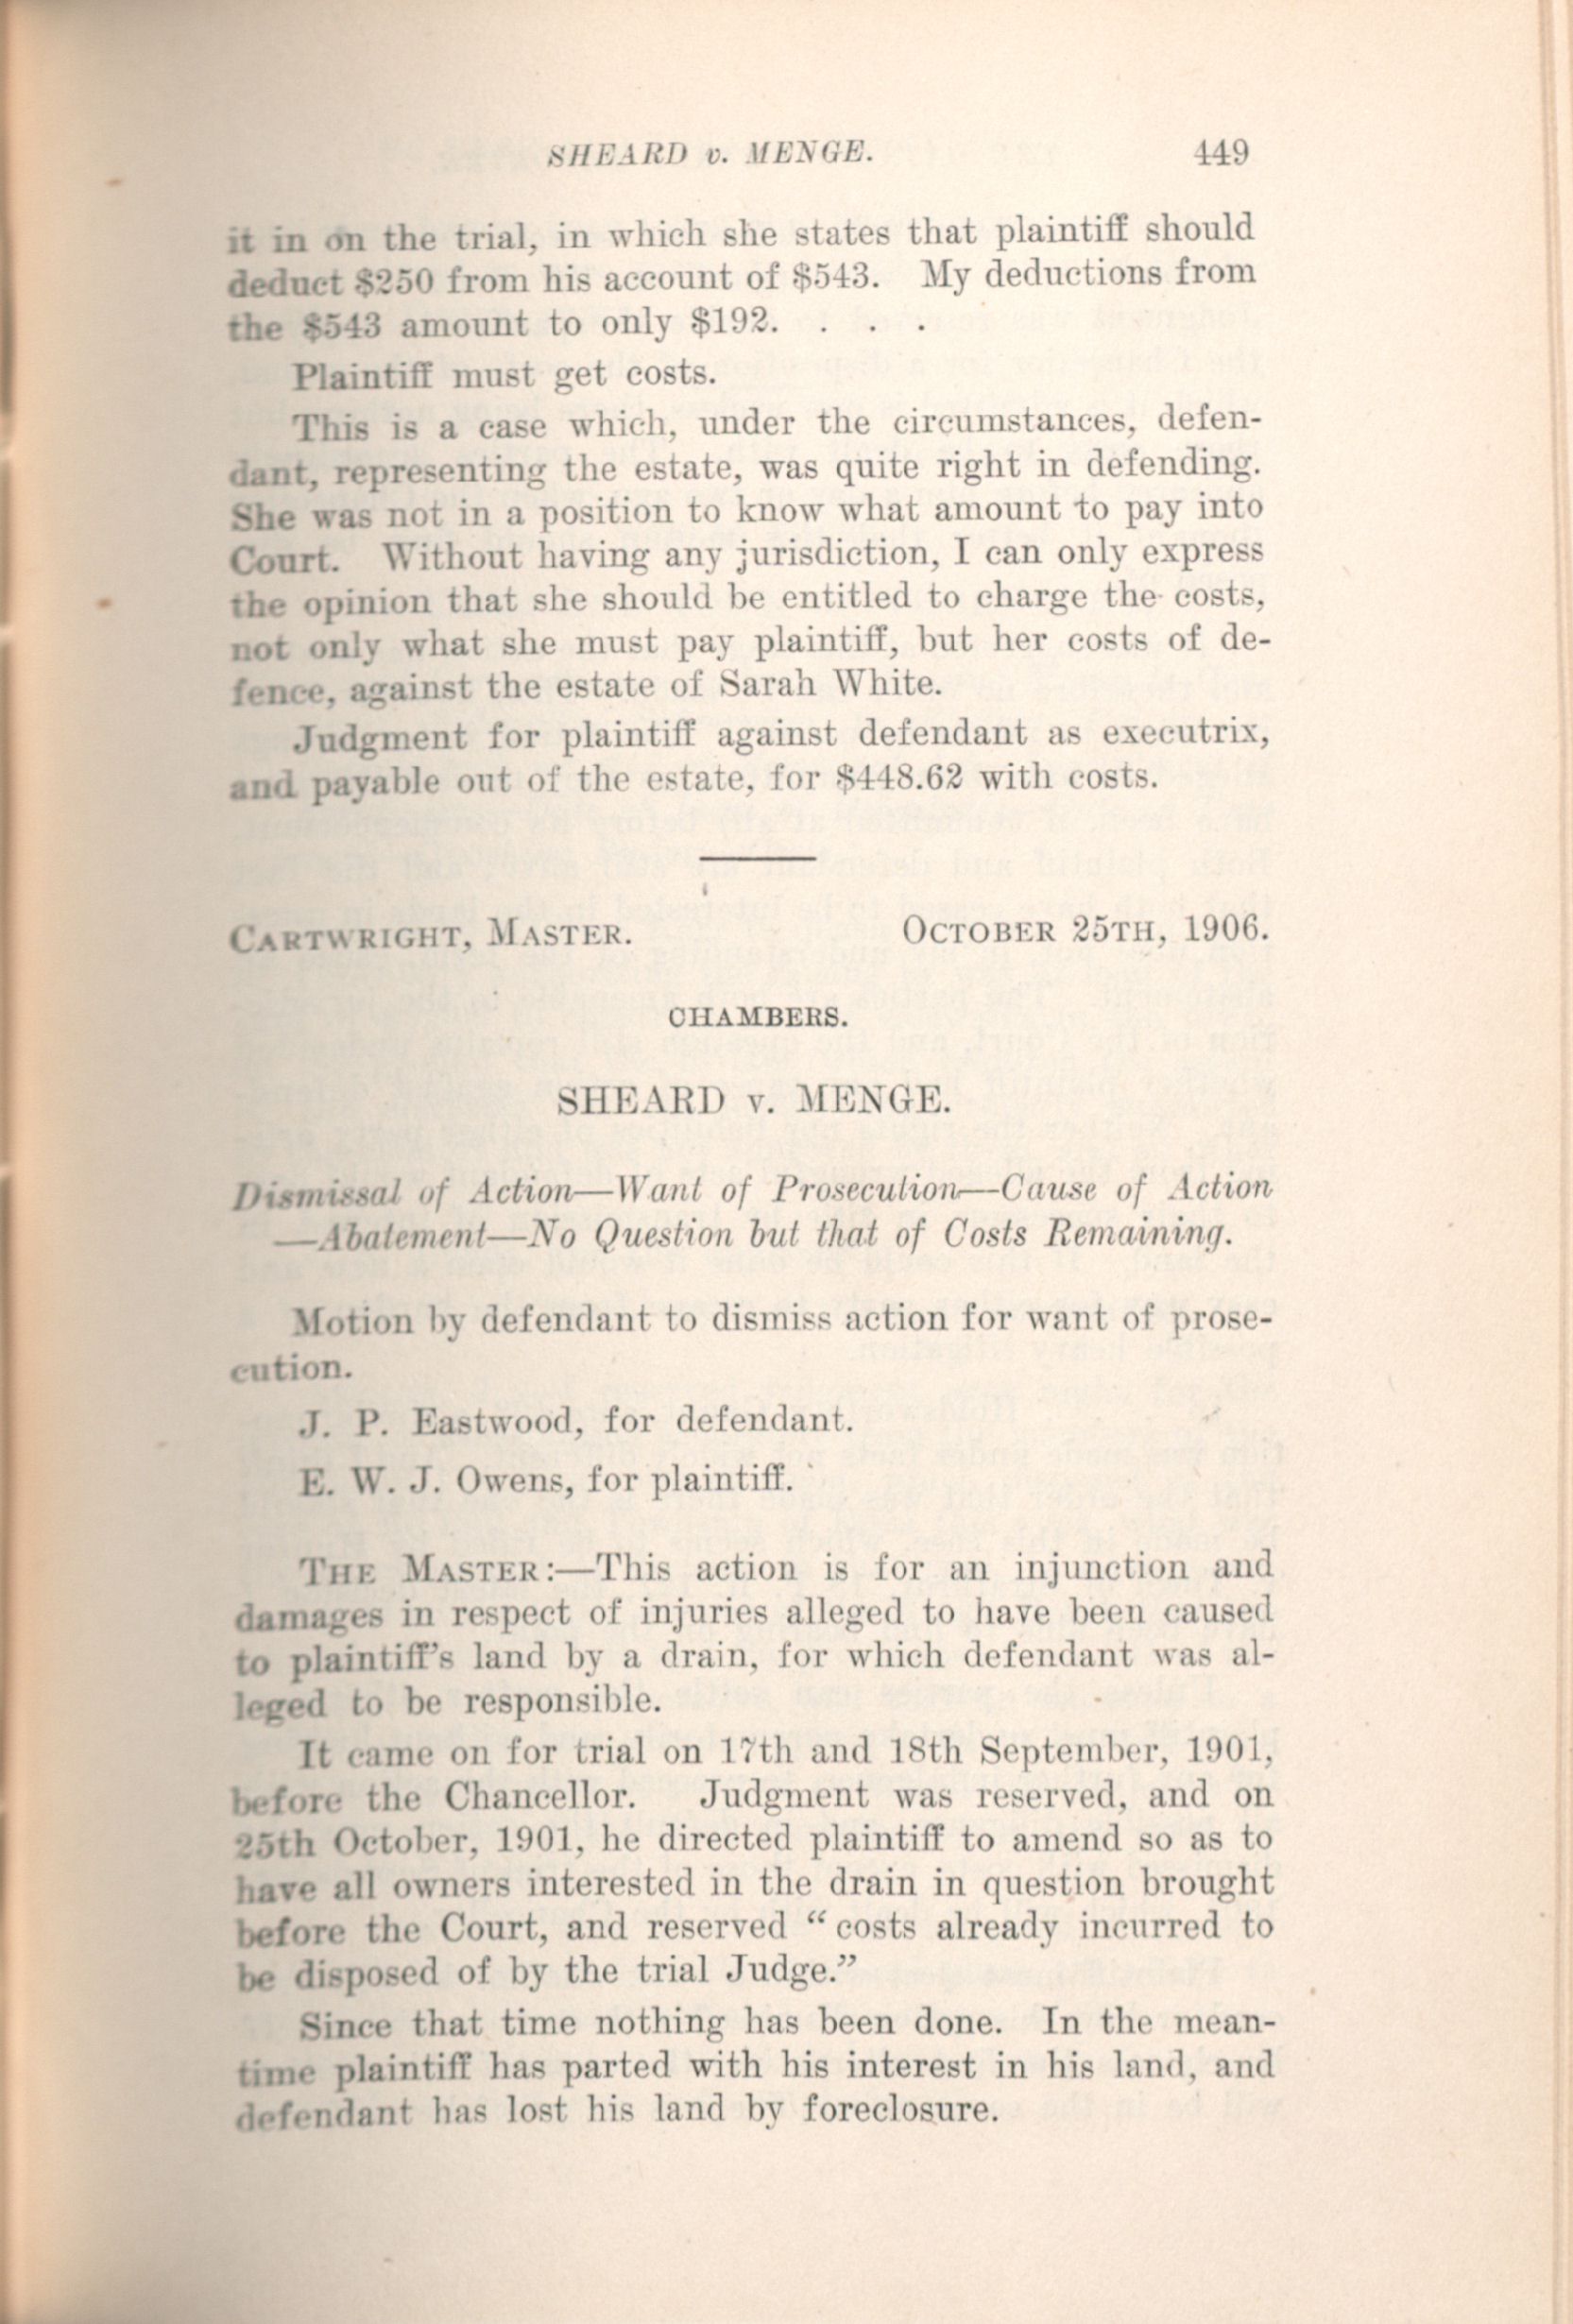 SHEARD v. MENGE. 449
it in on the trial, in which she states that plaintiff should
deduct $250 from his account of $543. My deductions from
the $543 amount to only $192. . . .
Plaintiff must get costs.
This is a case which, under the circumstances, defen-
dant, representing the estate, was quite right in defending.
She was not in a position to know what amount to pay into
Court. Without having any jurisdiction, I can only express
the opinion that she should be entitled to charge the costs,
not only what she must pay plaintiff, but her costs of de-
fence, against the estate of Sarah White.
Judgment for plaintiff against defendant as executrix,
and payable out of the estate, for $448.62 with costs.
CARTWRIGHT, MASTER. OCTOBER 25TH, 1906.
CHAMBERS.
SHEARD v. MENGE.
Dismissal of Action—Want of Prosecution—Cause of Action
—Abatement—No Question but that of Costs Remaining.
Motion by defendant to dismiss action for want of prose-
cution.
J. P. Eastwood, for defendant.
E. W. J. Owens, for plaintiff.
THE MASTER:—This action is for an injunction and
damages in respect of injuries alleged to have been caused
to plaintiff's land by a drain, for which defendant was al-
leged to be responsible.
It came on for trial on 17th and 18th September, 1901,
before the Chancellor. Judgment was reserved, and on
25th October, 1901, he directed plaintiff to amend so as to
have all owners interested in the drain in question brought
before the Court, and reserved “ costs already incurred to
be disposed of by the trial Judge.”
Since that time nothing has been done. In the mean-
time plaintiff has parted with his interest in his land, and
defendant has lost his land by foreclosure.